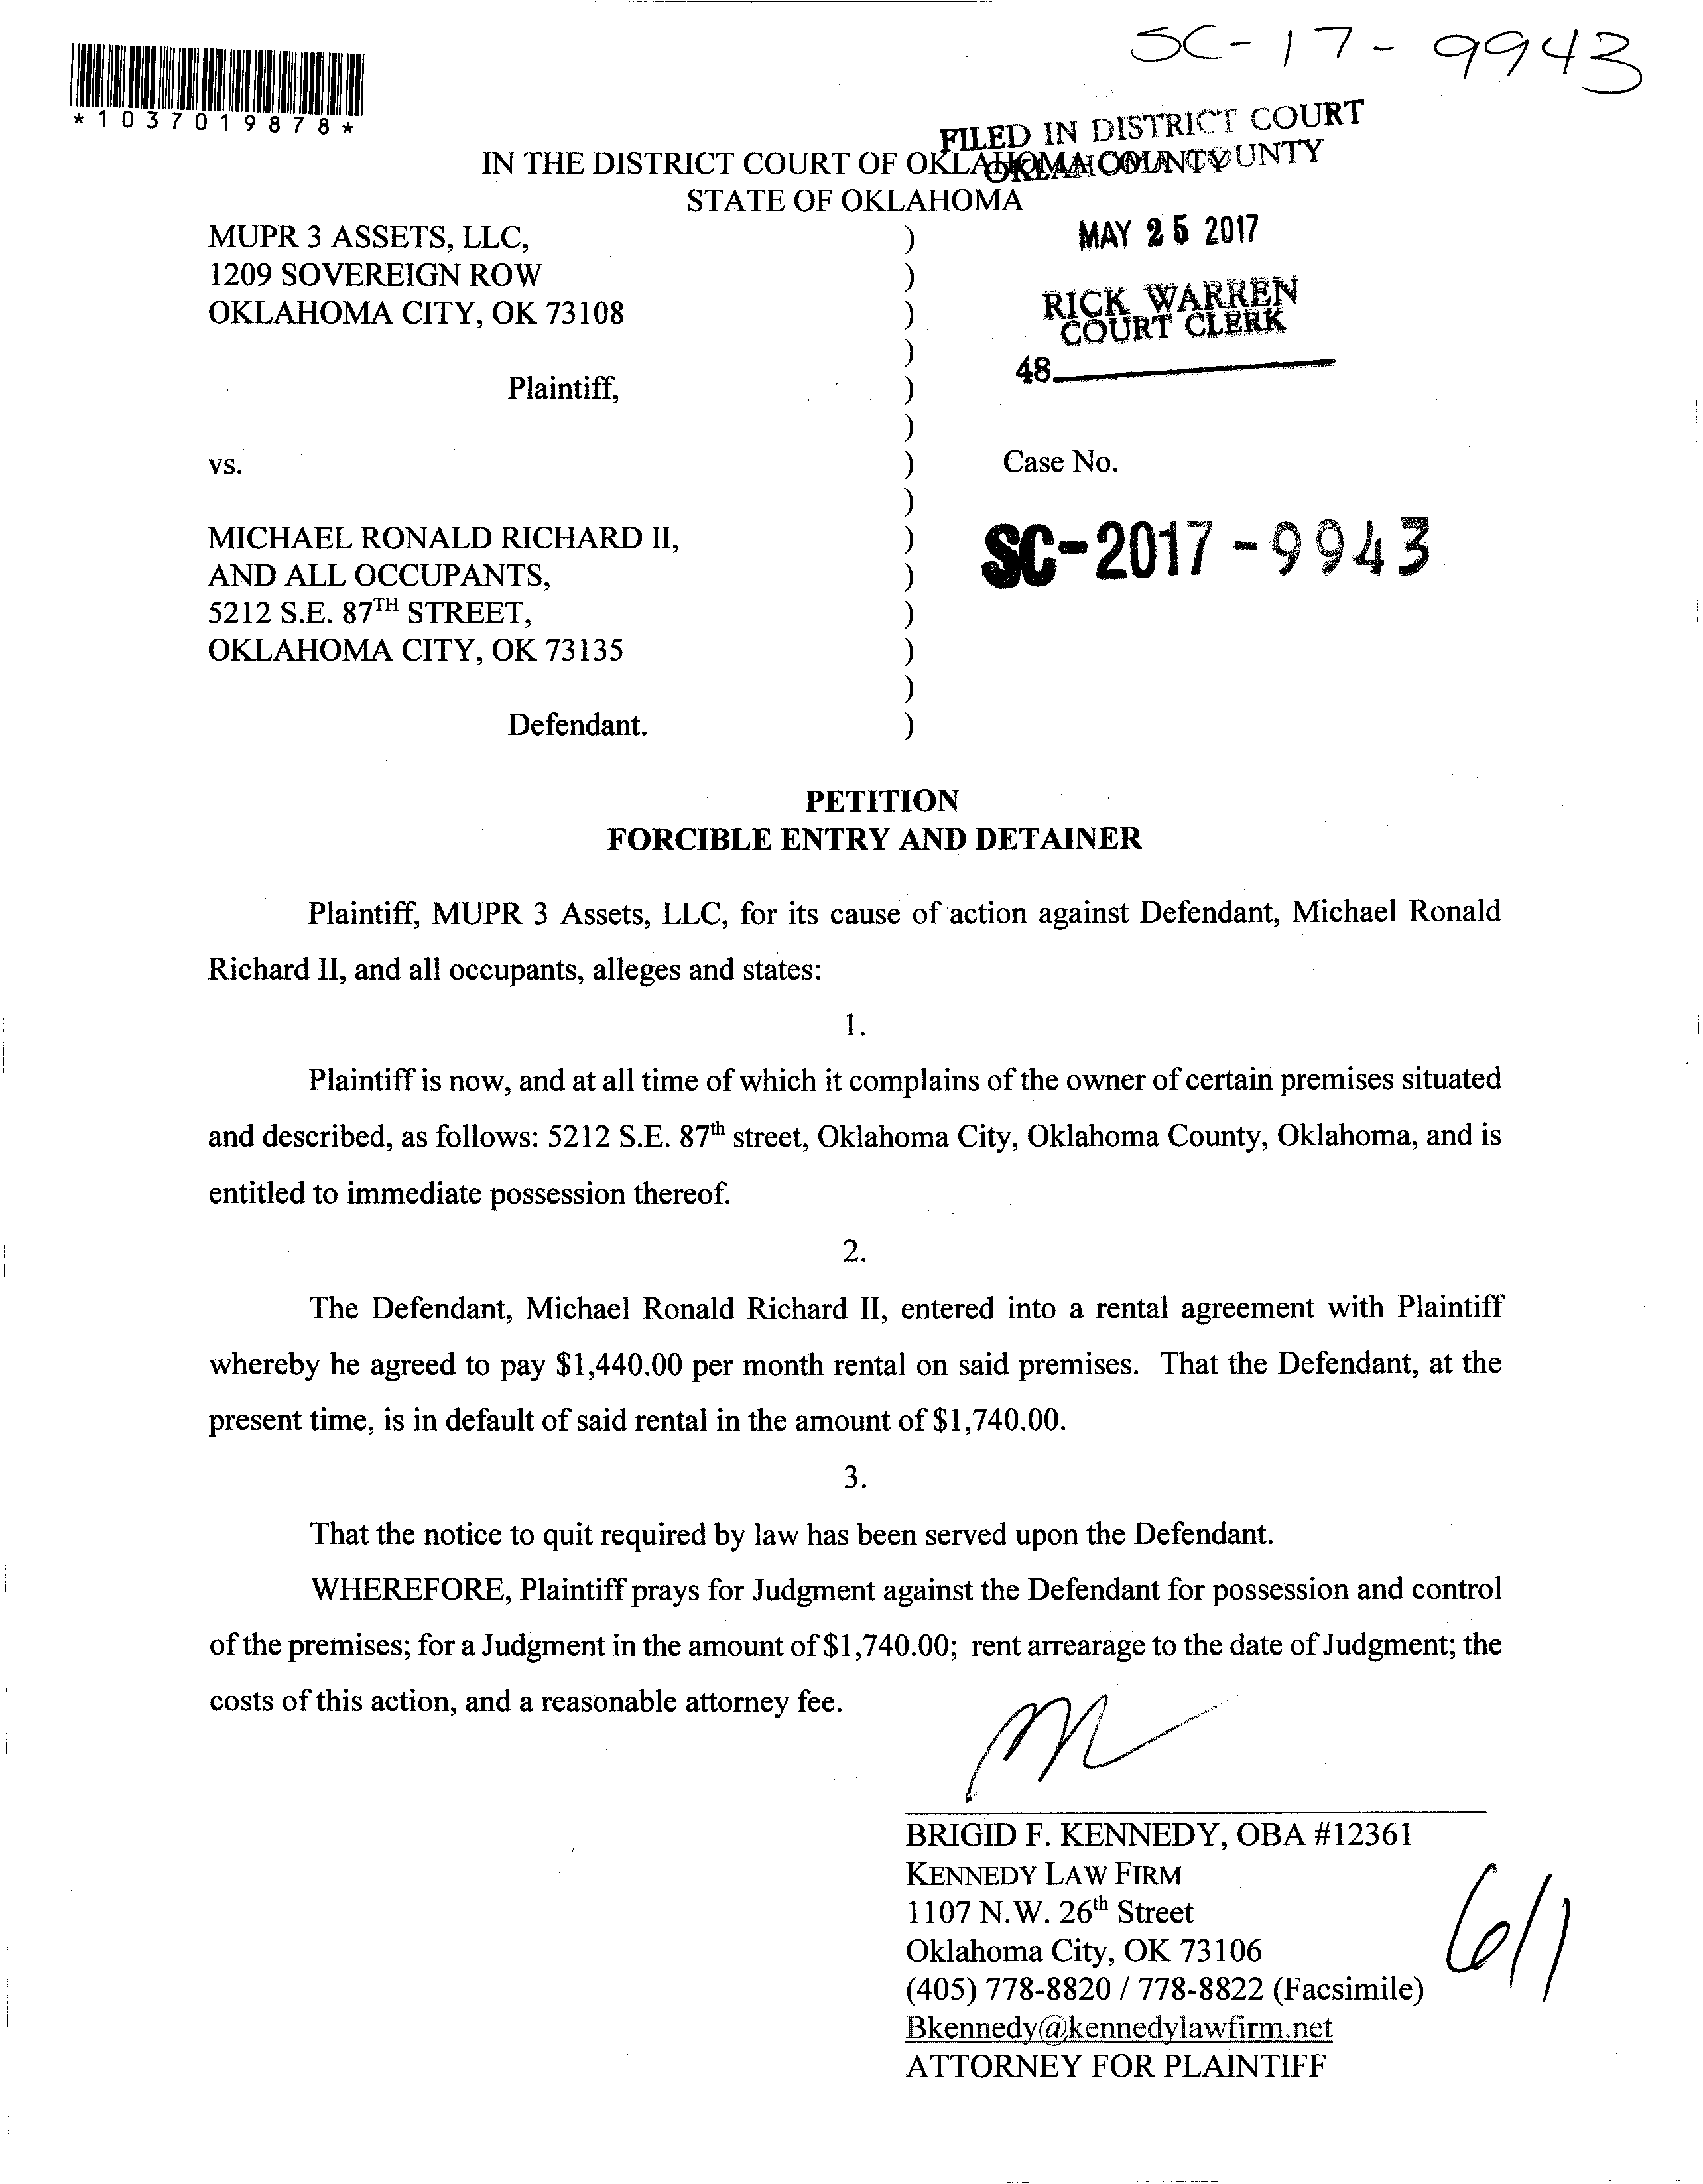 SC-17-9943
*1037019878*
FILED IN DISTRICT COURT
OKLAHOMA COUNTY
IN THE DISTRICT COURT OF OKLAHOMA COUNTY
STATE OF OKLAHOMA
MUPR 3 ASSETS, LLC, )
1209 SOVEREIGN ROW )
OKLAHOMA CITY, OK 73108 )
)
Plaintiff, )
)
vs. )
)
MICHAEL RONALD RICHARD II, )
AND ALL OCCUPANTS, )
5212 S.E. 87TH STREET, )
OKLAHOMA CITY, OK 73135 )
)
Defendant. )
MAY 25 2017
RICK WARREN
COURT CLERK
48
Case No.
SC-2017-9943
PETITION
FORCIBLE ENTRY AND DETAINER
Plaintiff, MUPR 3 Assets, LLC, for its cause of action against Defendant, Michael Ronald
Richard II, and all occupants, alleges and states:
1.
Plaintiff is now, and at all time of which it complains of the owner of certain premises situated
and described, as follows: 5212 S.E. 87th street, Oklahoma City, Oklahoma County, Oklahoma, and is
entitled to immediate possession thereof.
2.
The Defendant, Michael Ronald Richard II, entered into a rental agreement with Plaintiff
whereby he agreed to pay $1,440.00 per month rental on said premises. That the Defendant, at the
present time, is in default of said rental in the amount of $1,740.00.
3.
That the notice to quit required by law has been served upon the Defendant.
WHEREFORE, Plaintiff prays for Judgment against the Defendant for possession and control
of the premises; for a Judgment in the amount of $1,740.00; rent arrearage to the date of Judgment; the
costs of this action, and a reasonable attorney fee.
BRIGID F. KENNEDY, OBA #12361
KENNEDY LAW FIRM
1107 N.W. 26th Street
Oklahoma City, OK 73106
(405) 778-8820 / 778-8822 (Facsimile)
Bkennedy@kennedylawfirm.net
ATTORNEY FOR PLAINTIFF
6/1